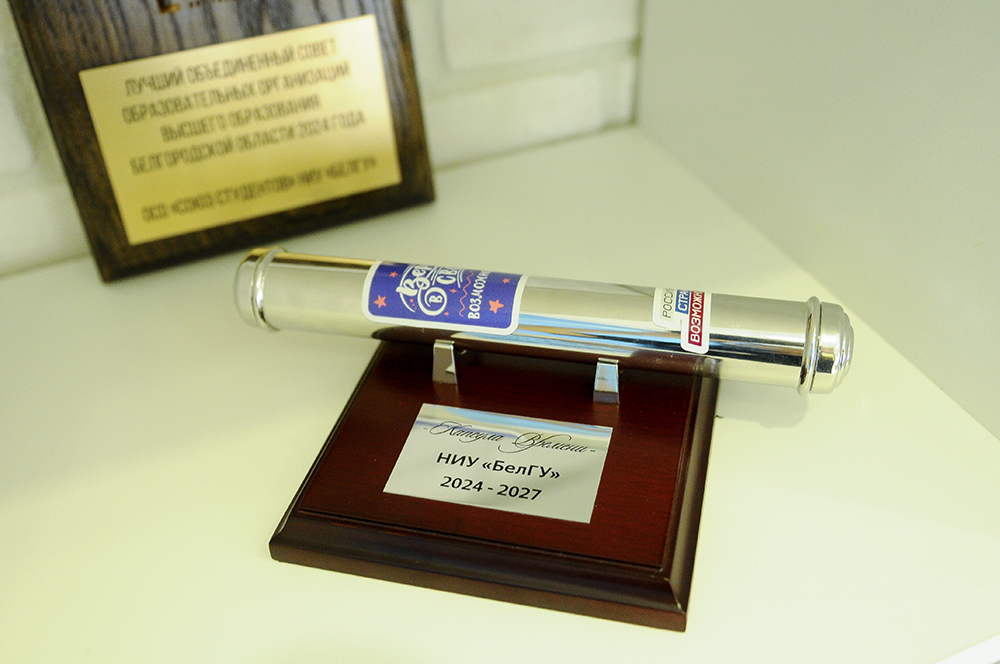 ЛУЧШИЙ ОБЪЕДИНЕННЫЙ СОВЕТ
ОБРАЗОВАТЕЛЬНЫХ ОРГАНИЗАЦИЙ
ВЫСШЕГО ОБРАЗОВАНИЯ
БЕЛГОРОДСКОЙ ОБЛАСТИ 2024 ГОДА
ОСО «СОЮЗ СТУДЕНТОВ» НИУ «БЕЛГУ»
В
- Капсула Времени -
НИУ «БелГУ»
2024 - 2027